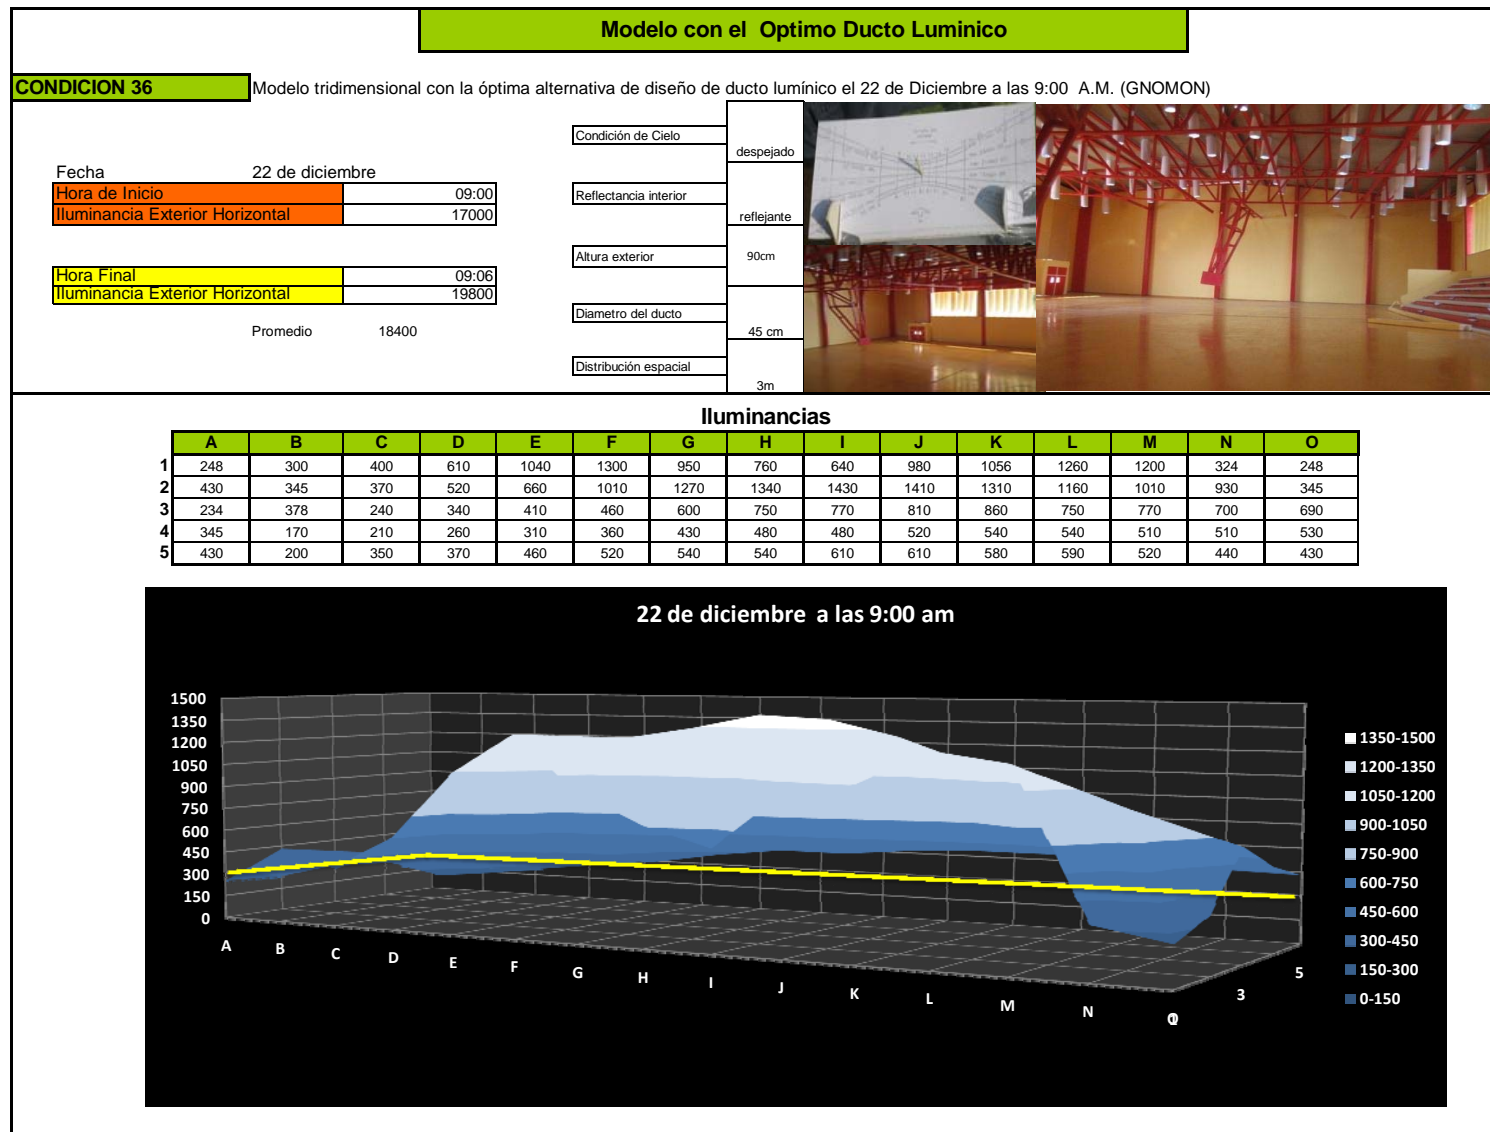 Modelo con el Optimo Ducto Luminico
CONDICION 36 Modelo tridimensional con la óptima alternativa de diseño de ducto lumínico el 22 de Diciembre a las 9:00 A.M. (GNOMON)
Fecha 22 de diciembre
Hora de Inicio 09:00
Iluminancia Exterior Horizontal 17000
Hora Final 09:06
Iluminancia Exterior Horizontal 19800
Promedio 18400
Condición de Cielo despejado
Reflectancia interior reflejante
Altura exterior 90cm
Diametro del ducto 45 cm
Distribución espacial 3m
Iluminancias
A B C D E F G H I J K L M N O
1 248 300 400 610 1040 1300 950 760 640 980 1056 1260 1200 324 248
2 430 345 370 520 660 1010 1270 1340 1430 1410 1310 1160 1010 930 345
3 234 378 240 340 410 460 600 750 770 810 860 750 770 700 690
4 345 170 210 260 310 360 430 480 480 520 540 540 510 510 530
5 430 200 350 370 460 520 540 540 610 610 580 590 520 440 430
22 de diciembre a las 9:00 am
1500
1350
1200
1050
900
750
600
450
300
150
0
A B C D E F G H I J K L M N O
1
3
5
1350-1500
1200-1350
1050-1200
900-1050
750-900
600-750
450-600
300-450
150-300
0-150